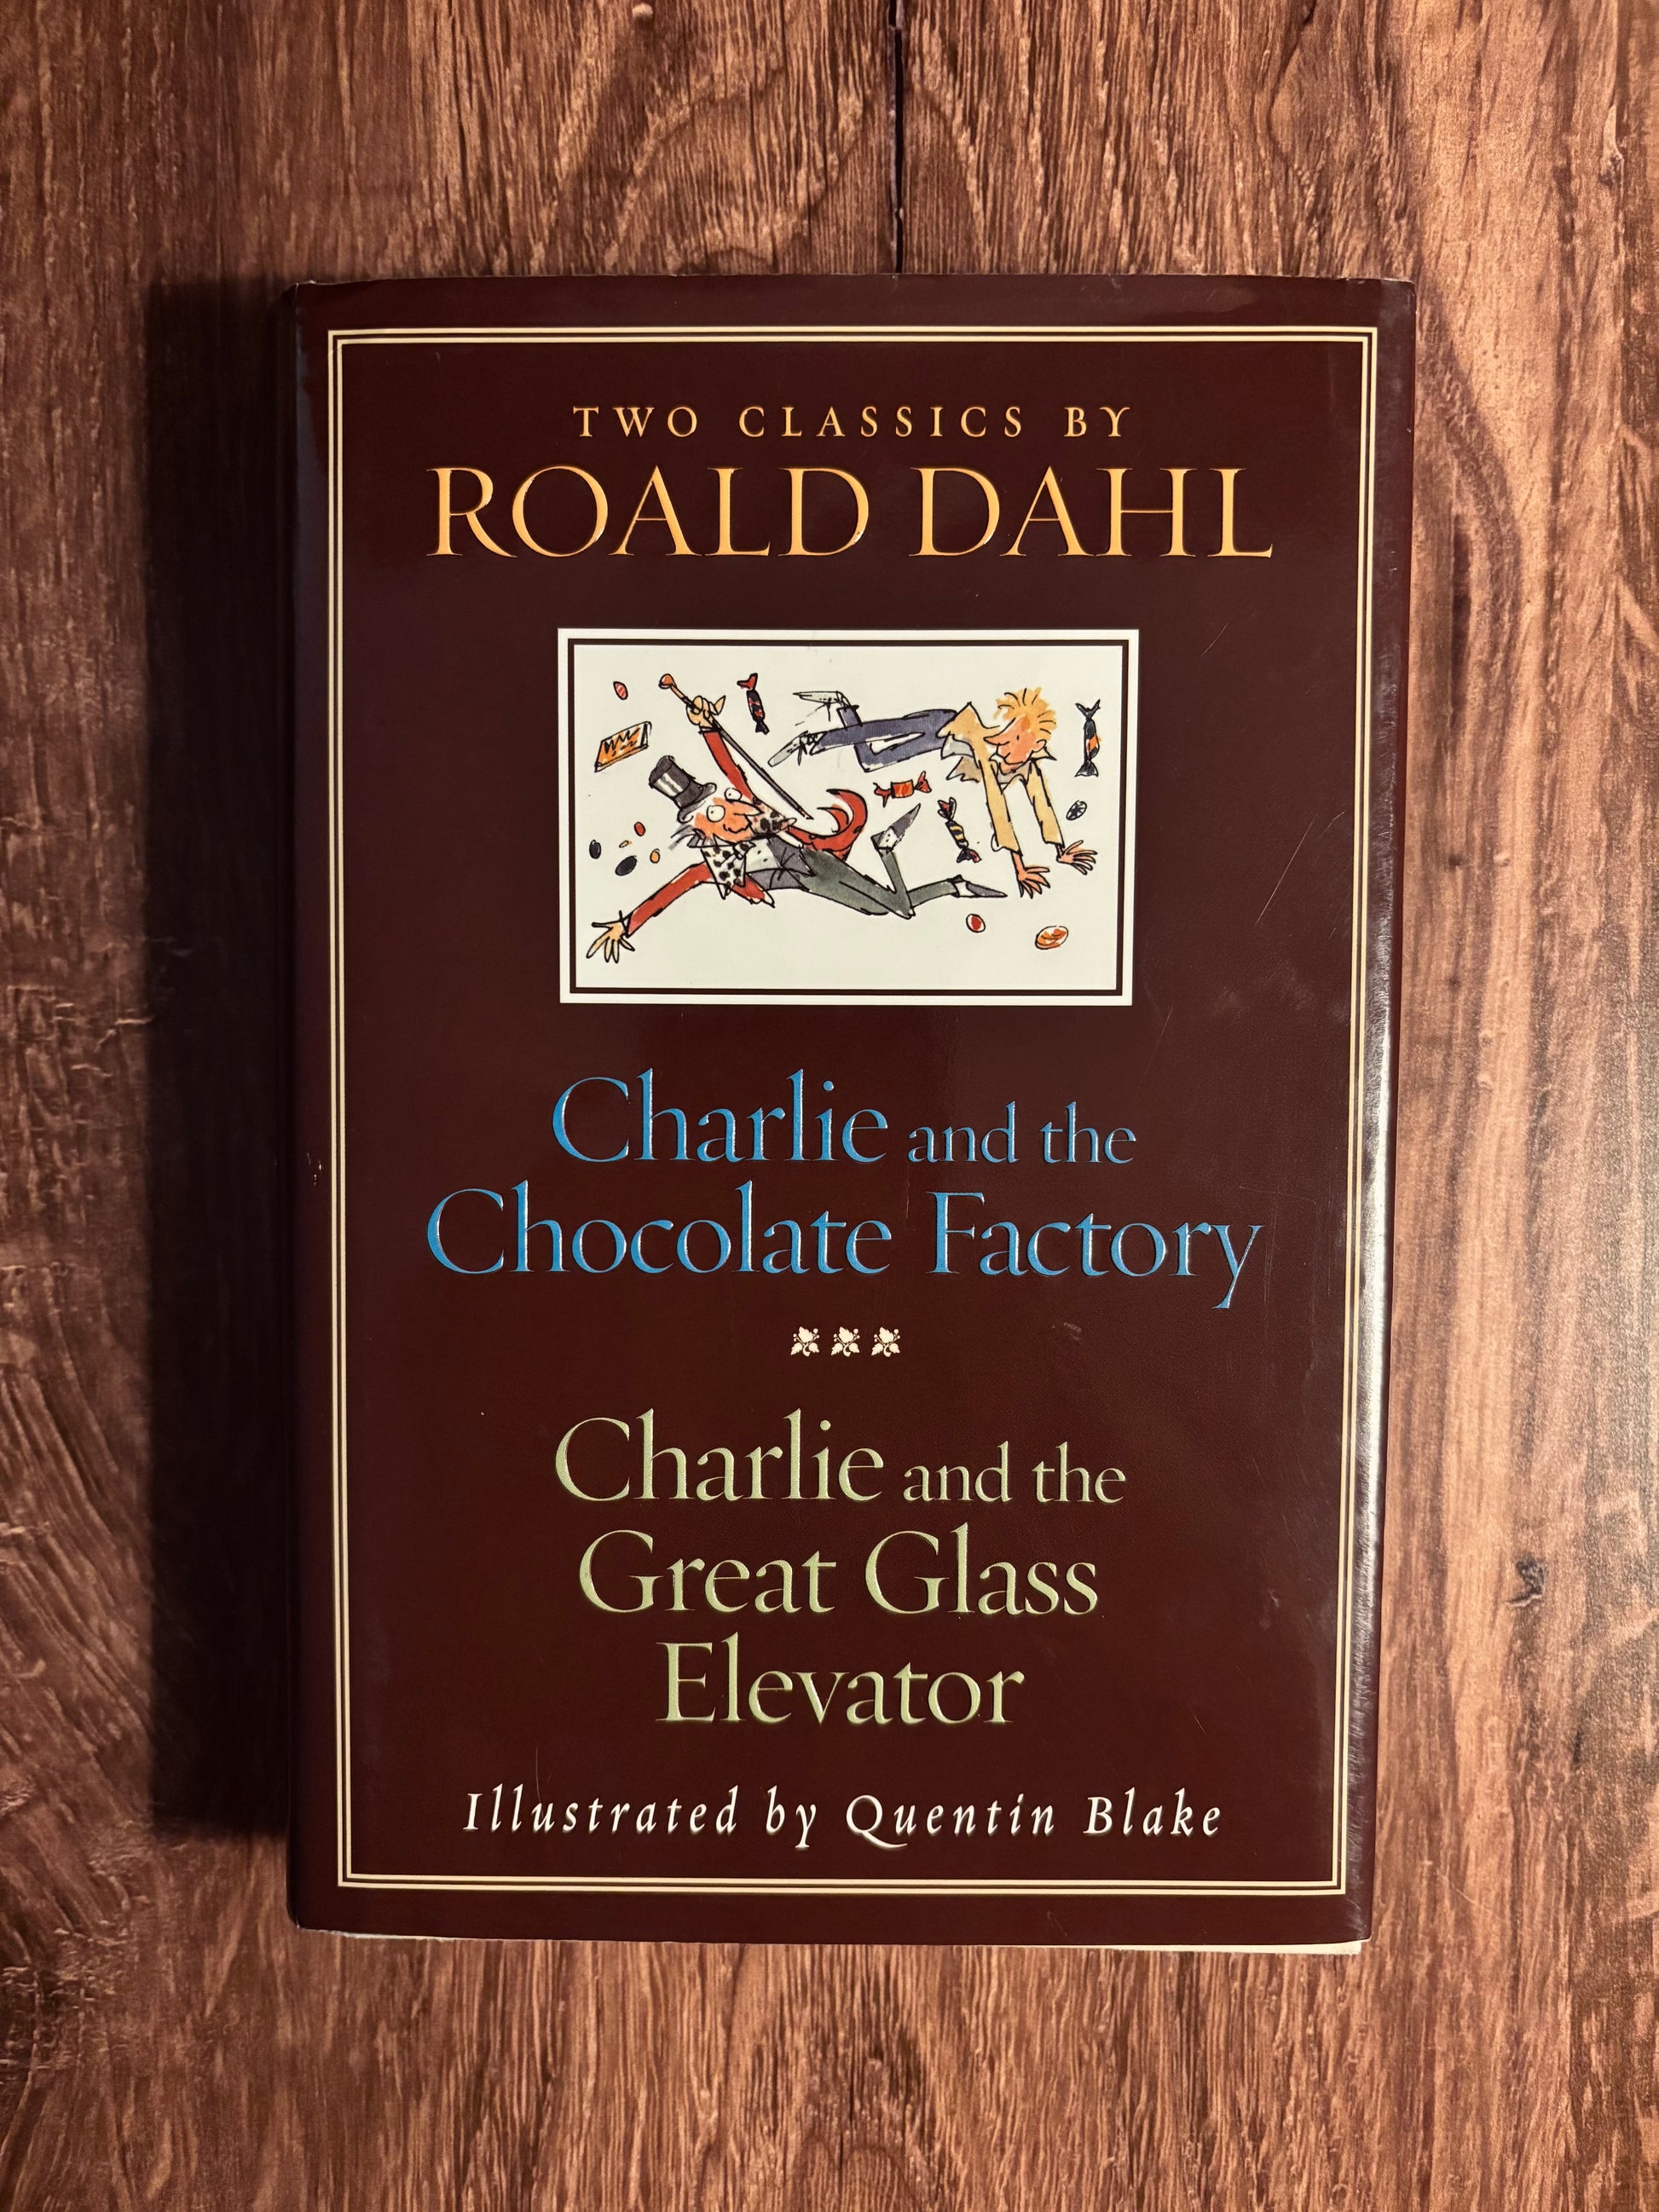 TWO CLASSICS BY
ROALD DAHL
Charlie and the
Chocolate Factory
Charlie and the
Great Glass
Elevator
Illustrated by Quentin Blake